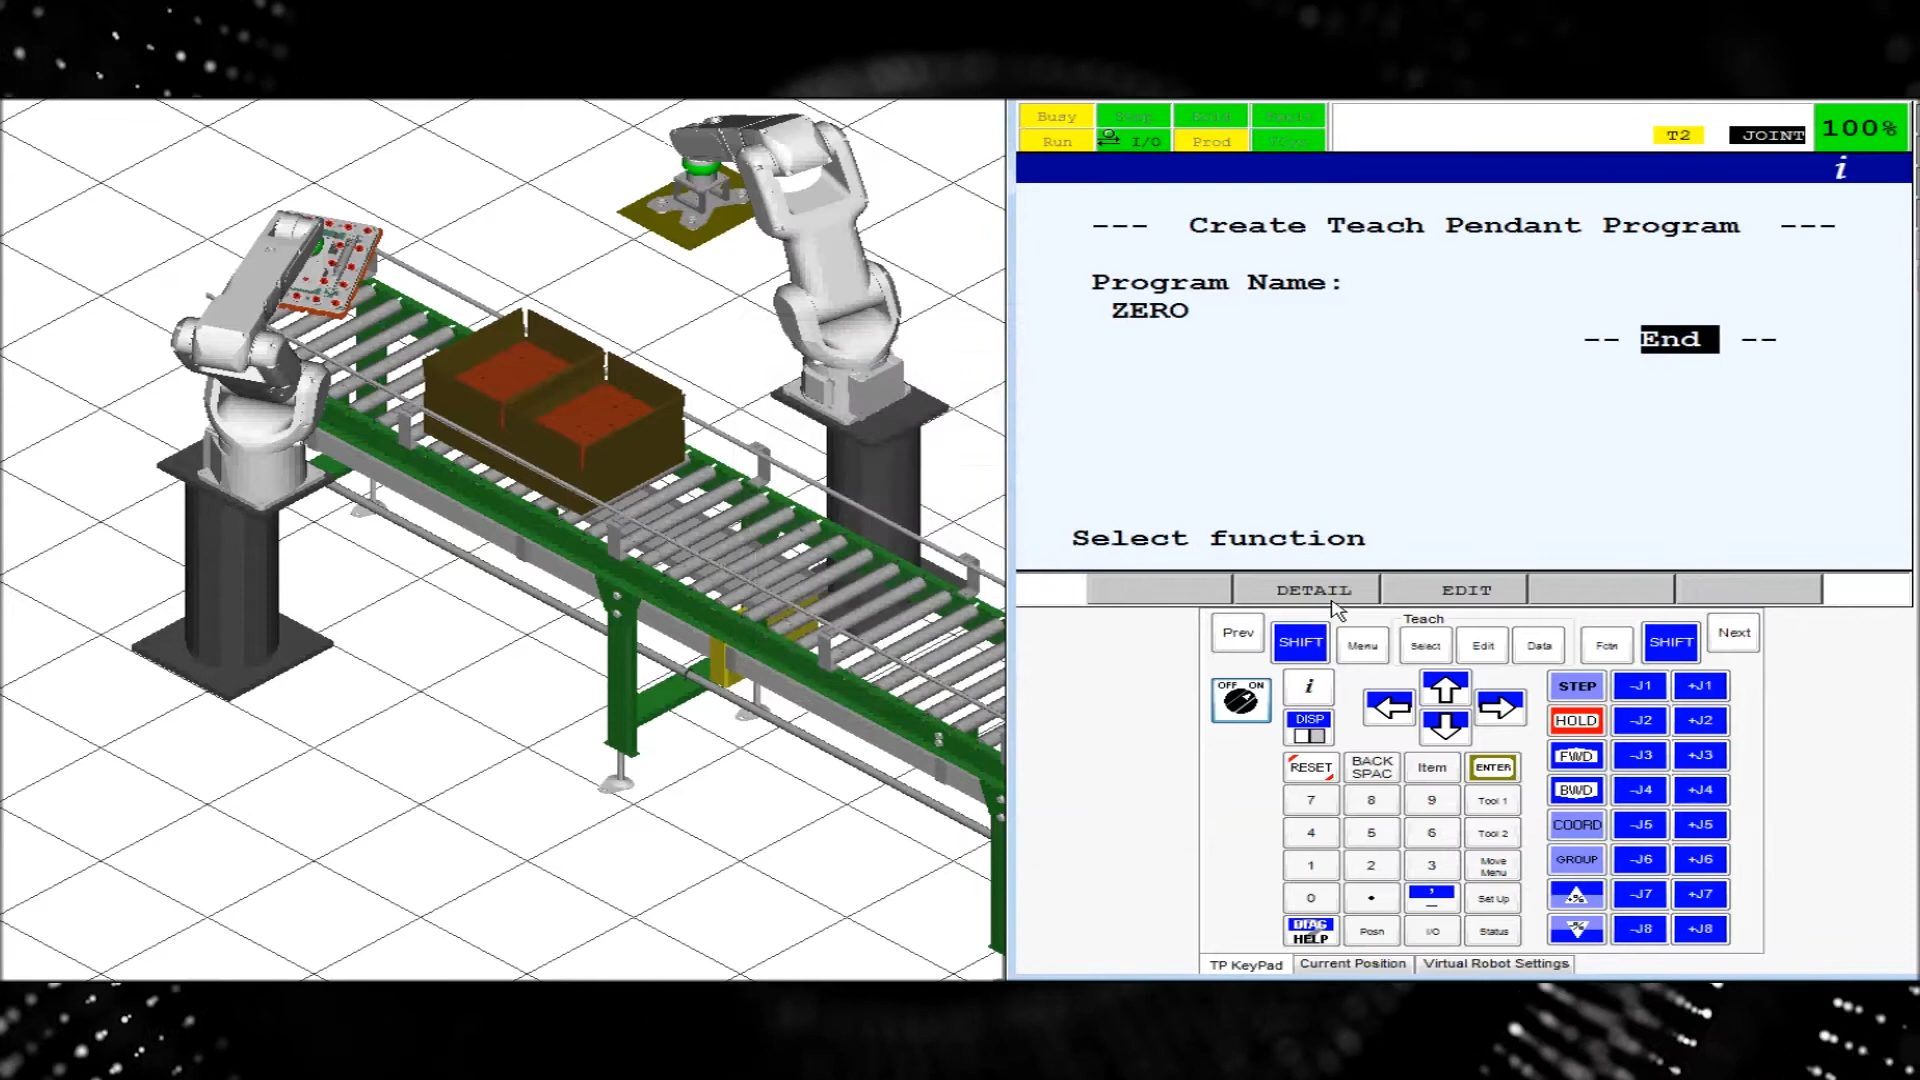 Busy
Run I/O Prod
T2 JOINT 100%
i
--- Create Teach Pendant Program ---
Program Name:
ZERO
-- End --
Select function
DETAIL EDIT
Teach
Prev SHIFT Menu Select Edit Data Fctn SHIFT Next
OFF ON i STEP -J1 +J1
DISP HOLD -J2 +J2
RESET BACK SPAC Item ENTER FWD -J3 +J3
7 8 9 Tool 1 BWD -J4 +J4
4 5 6 Tool 2 COORD -J5 +J5
1 2 3 Move Menu GROUP -J6 +J6
0 . , _ Set Up +% -J7 +J7
DIAG HELP Posn I/O Status -% -J8 +J8
TP KeyPad Current Position Virtual Robot Settings